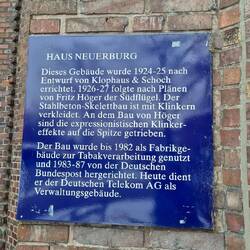 HAUS NEUERBURG
Dieses Gebäude wurde 1924-25 nach
Entwurf von Klophaus & Schoch
errichtet. 1926-27 folgte nach Plänen
von Fritz Höger der Südflügel. Der
Stahlbeton-Skelettbau ist mit Klinkern
verkleidet. An dem Bau von Höger
sind die expressionistischen Klinker-
effekte auf die Spitze getrieben.
Der Bau wurde bis 1982 als Fabrikge-
bäude zur Tabakverarbeitung genutzt
und 1983-87 von der Deutschen
Bundespost hergerichtet. Heute dient
er der Deutschen Telekom AG als
Verwaltungsgebäude.